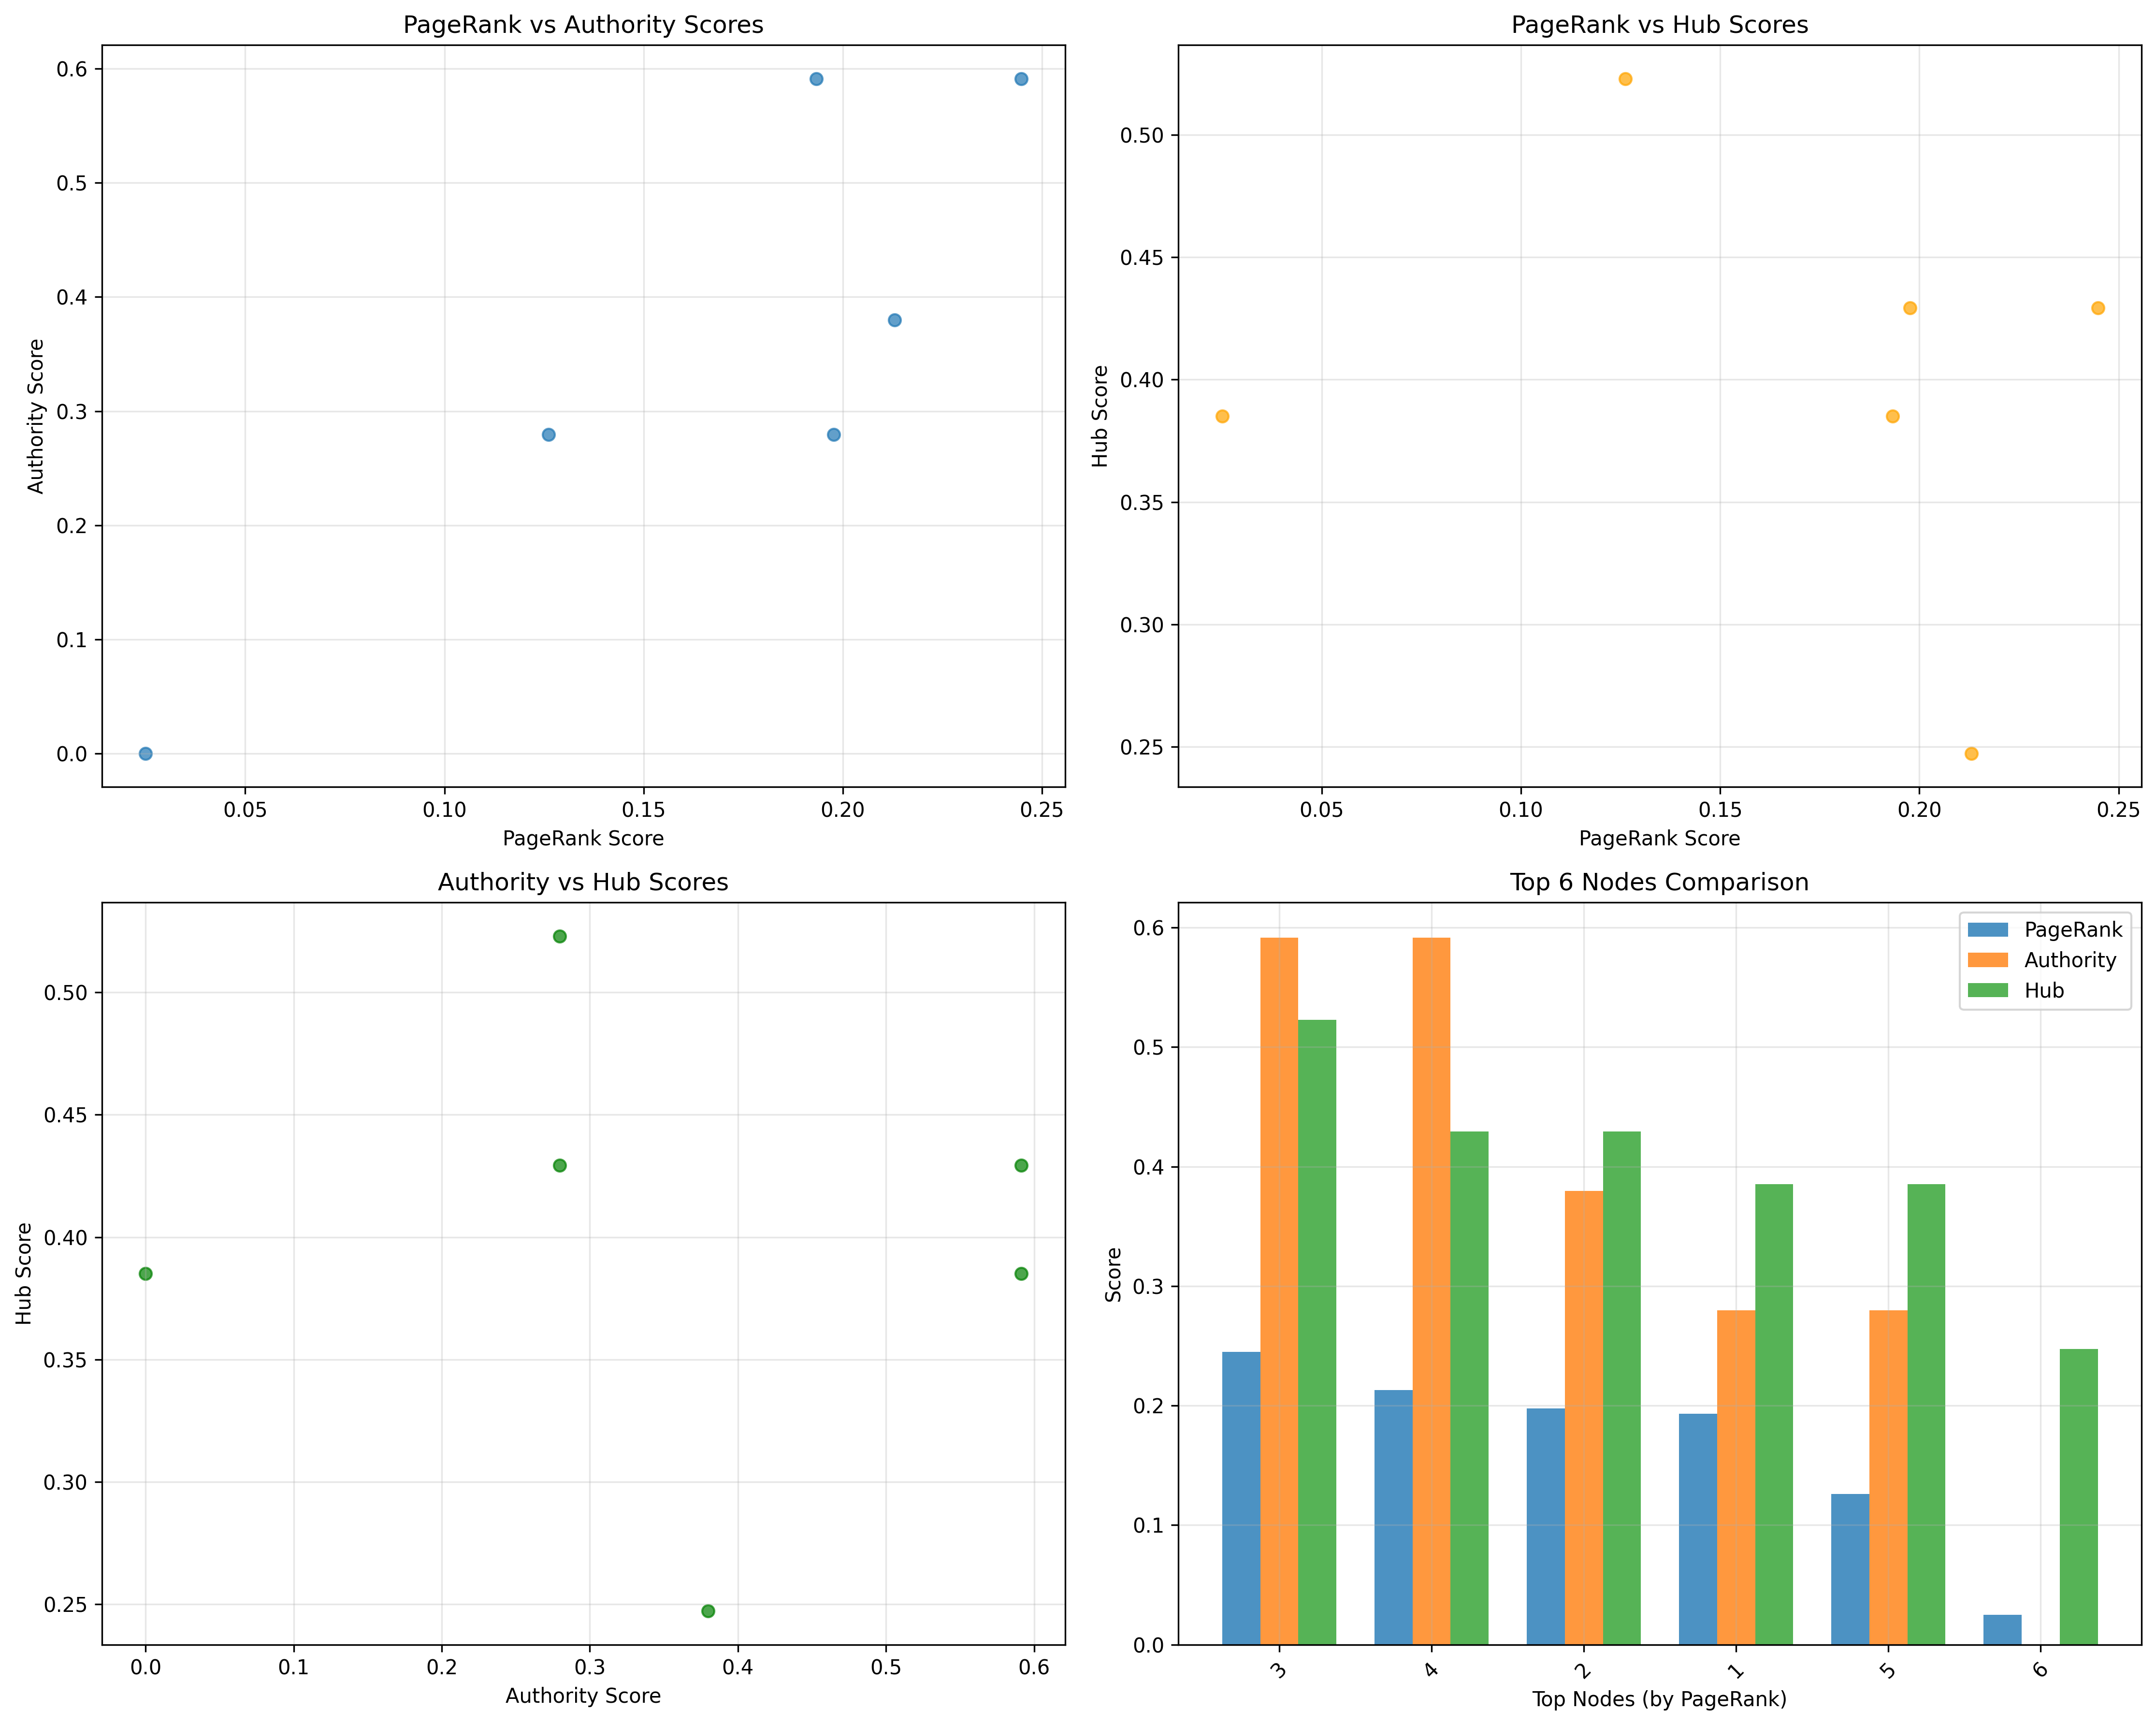 PageRank vs Authority Scores
0.6
0.5
0.4
0.3
0.2
0.1
0.0
Authority Score
0.05 0.10 0.15 0.20 0.25
PageRank Score
PageRank vs Hub Scores
0.50
0.45
0.40
0.35
0.30
0.25
Hub Score
0.05 0.10 0.15 0.20 0.25
PageRank Score
Authority vs Hub Scores
0.50
0.45
0.40
0.35
0.30
0.25
Hub Score
0.0 0.1 0.2 0.3 0.4 0.5 0.6
Authority Score
Top 6 Nodes Comparison
PageRank
Authority
Hub
0.6
0.5
0.4
0.3
0.2
0.1
0.0
Score
3 4 2 1 5 6
Top Nodes (by PageRank)